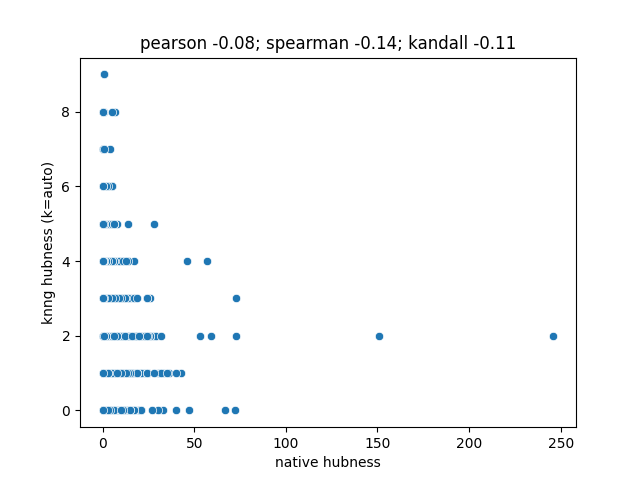 pearson -0.08; spearman -0.14; kandall -0.11
knng hubness (k=auto)
8
6
4
2
0
0 50 100 150 200 250
native hubness